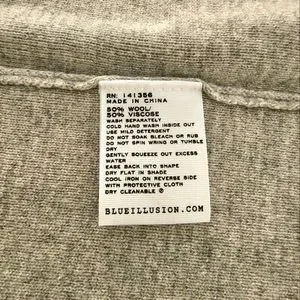 RN: 141356
MADE IN CHINA
50% WOOL/
50% VISCOSE
WASH SEPARATELY
COLD HAND WASH INSIDE OUT
USE MILD DETERGENT
DO NOT SOAK BLEACH OR RUB
DO NOT SPIN WRING OR TUMBLE
DRY
GENTLY SQUEEZE OUT EXCESS
WATER
EASE BACK INTO SHAPE
DRY FLAT IN SHADE
COOL IRON ON REVERSE SIDE
WITH PROTECTIVE CLOTH
DRY CLEANABLE Ⓟ
BLUEILLUSION.COM